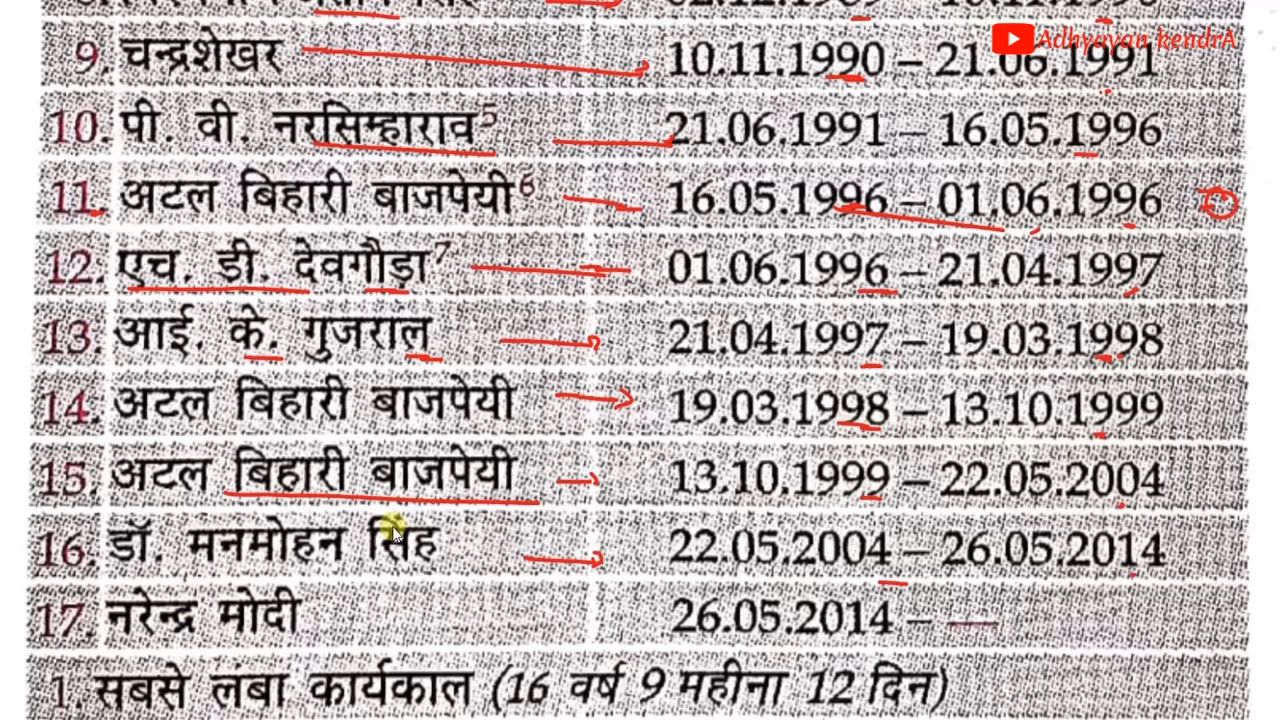 Adhyayan kendrA
9. चन्द्रशेखर 10.11.1990 – 21.06.1991
10. पी. वी. नरसिम्हाराव5 21.06.1991 – 16.05.1996
11. अटल बिहारी बाजपेयी6 16.05.1996 – 01.06.1996
12. एच. डी. देवगौड़ा7 01.06.1996 – 21.04.1997
13. आई. के. गुजराल 21.04.1997 – 19.03.1998
14. अटल बिहारी बाजपेयी 19.03.1998 – 13.10.1999
15. अटल बिहारी बाजपेयी 13.10.1999 – 22.05.2004
16. डॉ. मनमोहन सिंह 22.05.2004 – 26.05.2014
17. नरेन्द्र मोदी 26.05.2014 – —
1. सबसे लंबा कार्यकाल (16 वर्ष 9 महीना 12 दिन)